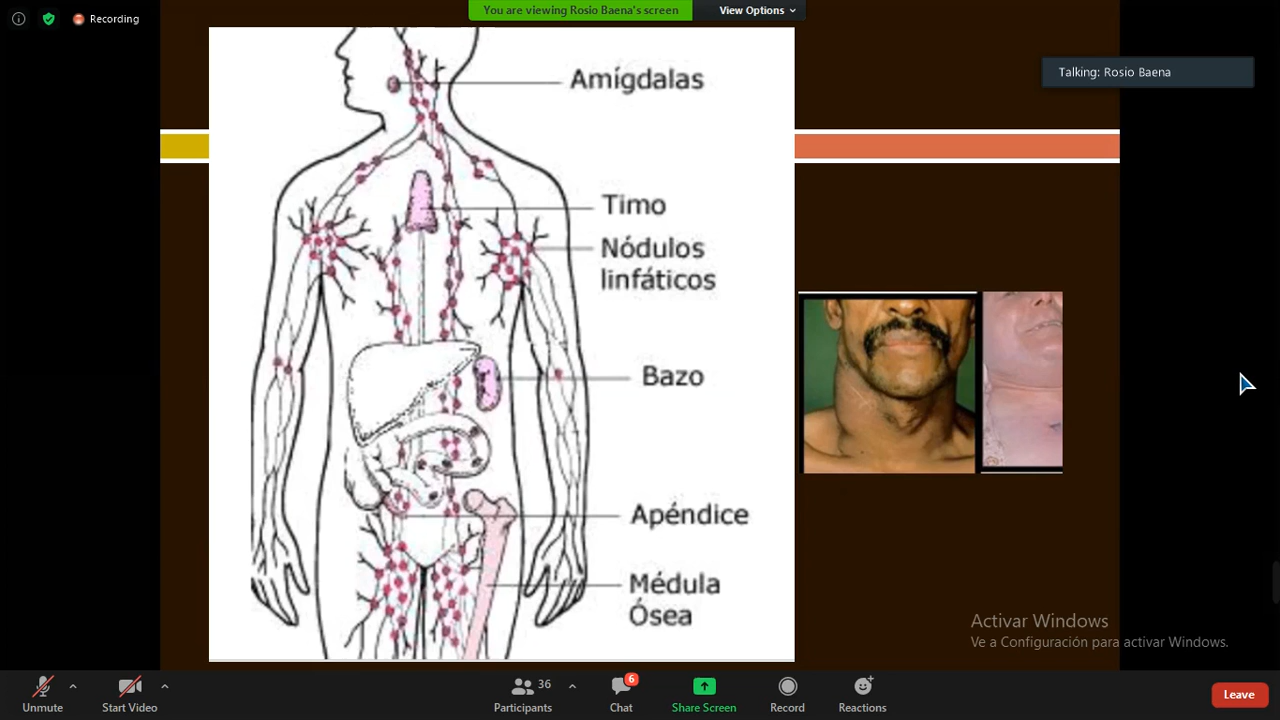 Recording
You are viewing Rosio Baena's screen
View Options
Talking: Rosio Baena
Amígdalas
Timo
Nódulos
linfáticos
Bazo
Apéndice
Médula
Ósea
Activar Windows
Ve a Configuración para activar Windows.
Unmute
Start Video
36
Participants
6
Chat
Share Screen
Record
Reactions
Leave